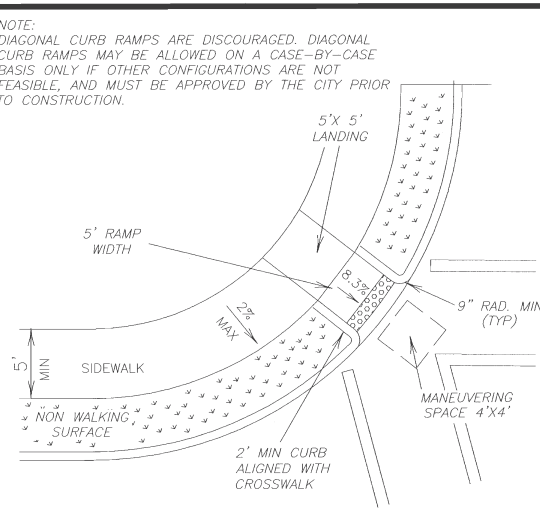 NOTE:
DIAGONAL CURB RAMPS ARE DISCOURAGED. DIAGONAL
CURB RAMPS MAY BE ALLOWED ON A CASE-BY-CASE
BASIS ONLY IF OTHER CONFIGURATIONS ARE NOT
FEASIBLE, AND MUST BE APPROVED BY THE CITY PRIOR
TO CONSTRUCTION.
5'X 5'
LANDING
5' RAMP
WIDTH
8.3%
2%
MAX
9" RAD. MIN
(TYP)
5'
MIN
SIDEWALK
NON WALKING
SURFACE
MANEUVERING
SPACE 4'X4'
2' MIN CURB
ALIGNED WITH
CROSSWALK